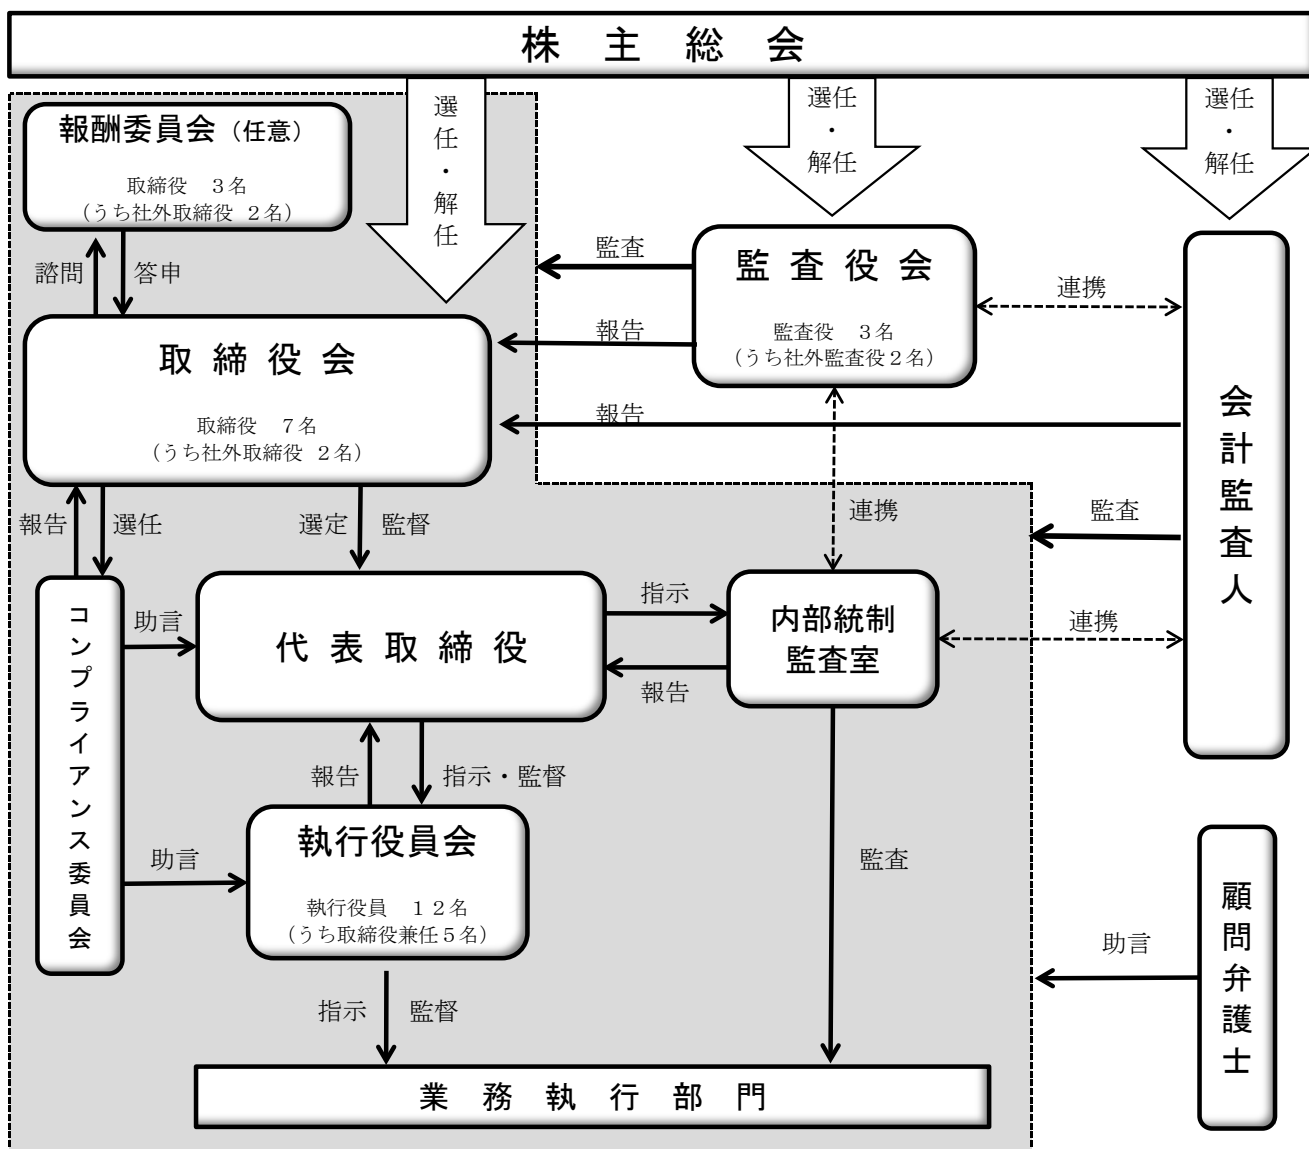 株主総会
選任・解任
選任
・
解任
選任
・
解任
報酬委員会（任意）
取締役　３名
（うち社外取締役 ２名）
諮問
答申
監査
監査役会
監査役　３名
（うち社外監査役２名）
連携
報告
取締役会
取締役　７名
（うち社外取締役 ２名）
報告
会計監査人
報告
選任
選定
監督
連携
監査
コンプライアンス委員会
助言
代表取締役
指示
報告
内部統制
監査室
連携
報告
指示・監督
助言
執行役員会
執行役員　１２名
（うち取締役兼任５名）
監査
顧問弁護士
助言
指示
監督
業務執行部門